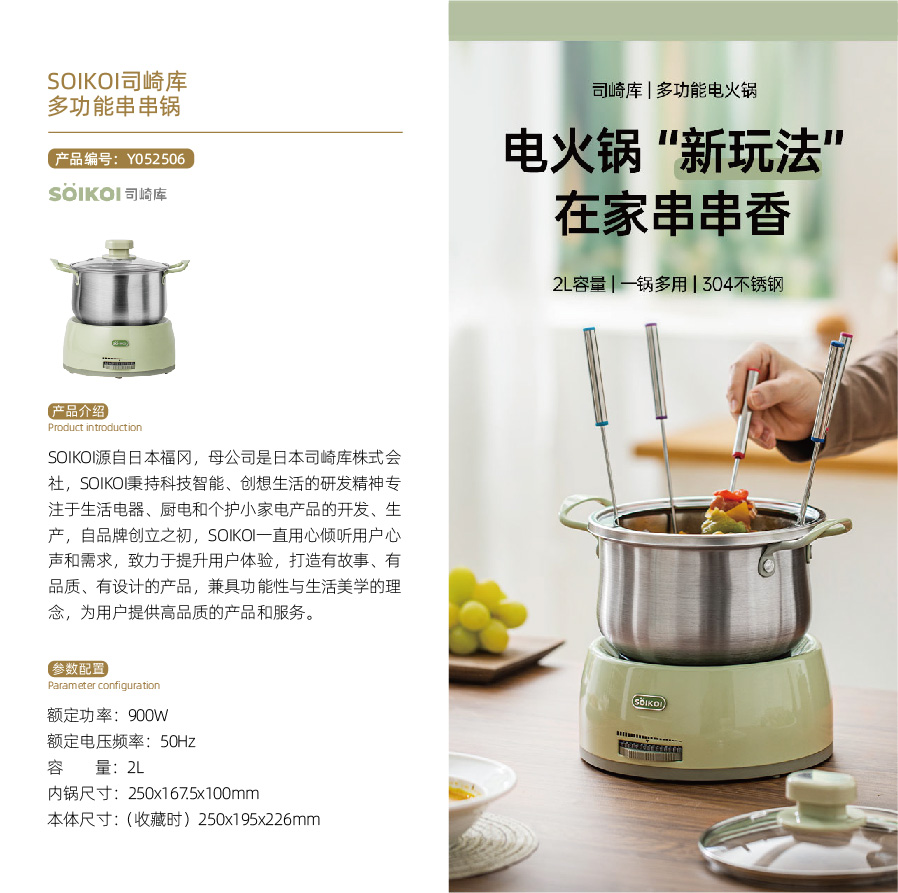 SOIKOI司崎库
多功能串串锅
产品编号：Y052506
SÖIKOI 司崎库
SOIKOI
产品介绍
Product introduction
SOIKOI源自日本福冈，母公司是日本司崎库株式会
社，SOIKOI秉持科技智能、创想生活的研发精神专
注于生活电器、厨电和个护小家电产品的开发、生
产，自品牌创立之初，SOIKOI一直用心倾听用户心
声和需求，致力于提升用户体验，打造有故事、有
品质、有设计的产品，兼具功能性与生活美学的理
念，为用户提供高品质的产品和服务。
参数配置
Parameter configuration
额定功率：900W
额定电压频率：50Hz
容 量：2L
内锅尺寸：250x167.5x100mm
本体尺寸：（收藏时）250x195x226mm
司崎库 | 多功能电火锅
电火锅“新玩法”
在家串串香
2L容量 | 一锅多用 | 304不锈钢
SÖIKOI